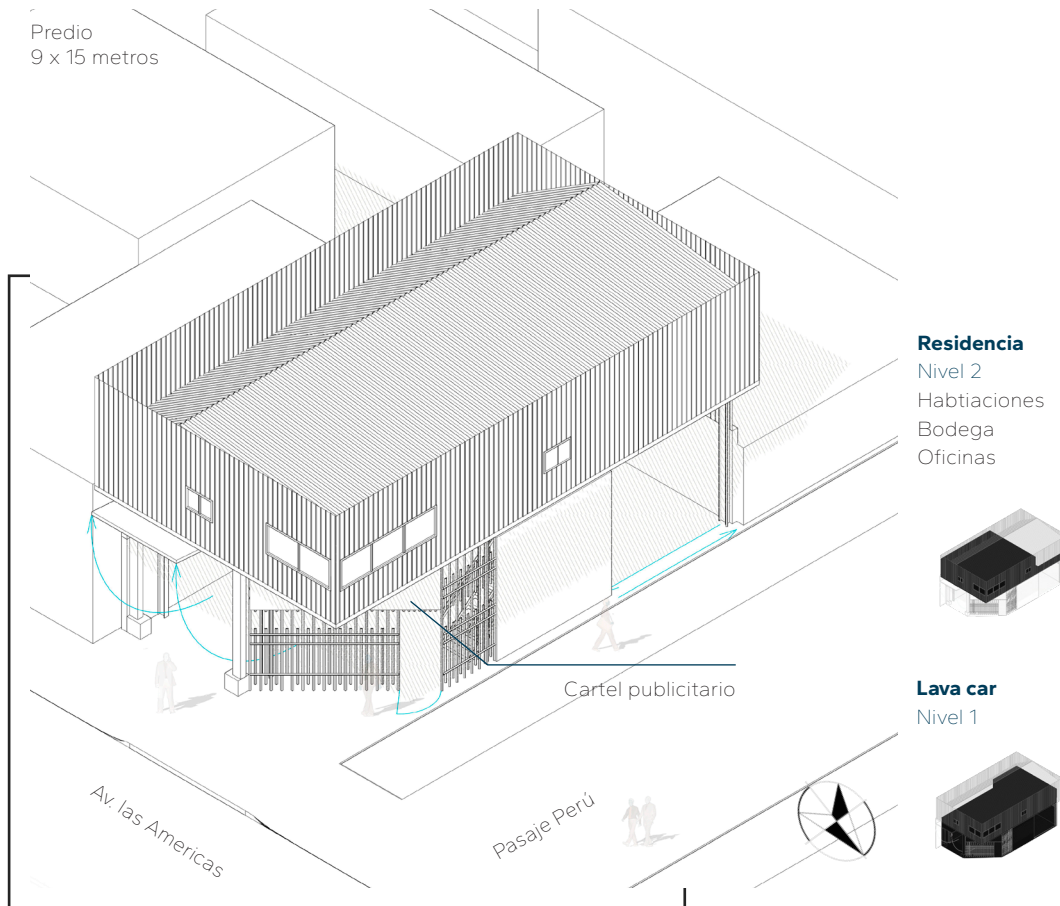 Predio
9 x 15 metros
Residencia
Nivel 2
Habtiaciones
Bodega
Oficinas
Cartel publicitario
Lava car
Nivel 1
Av. las Americas
Pasaje Perú